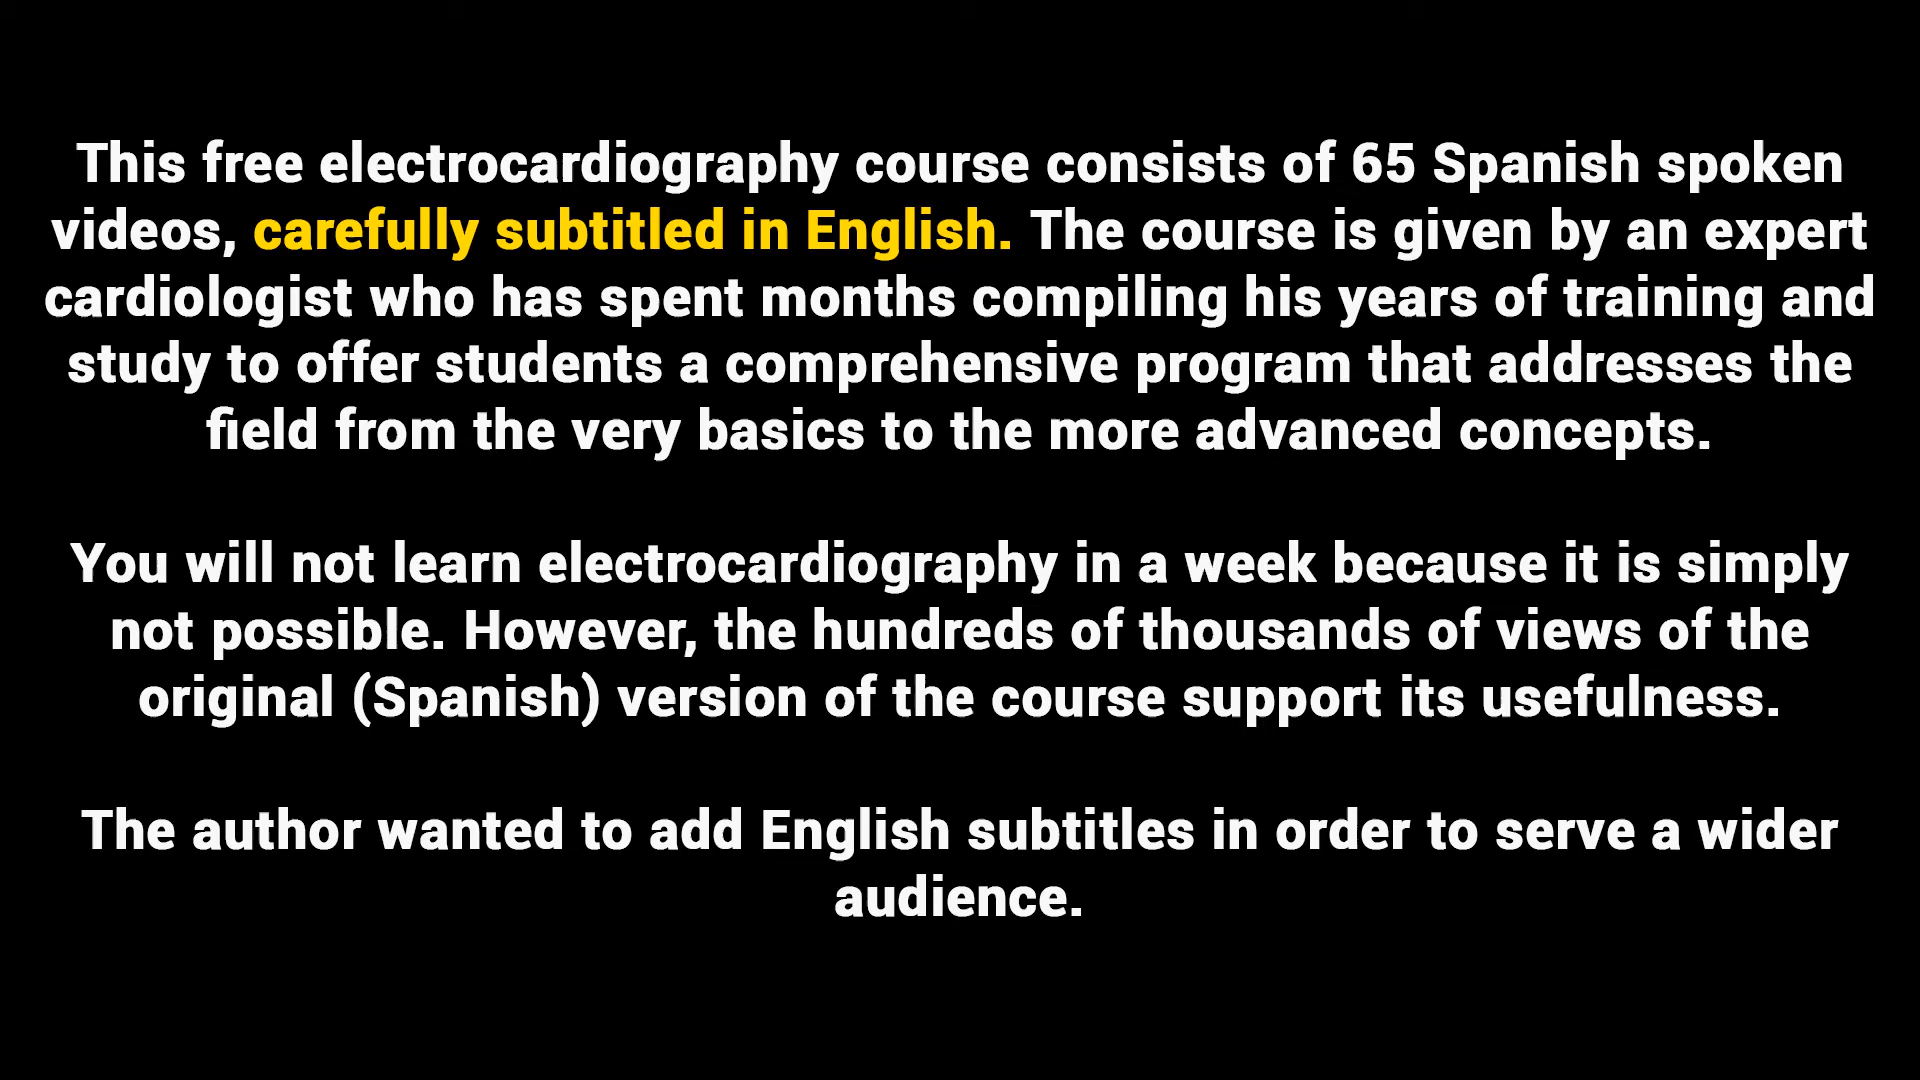 This free electrocardiography course consists of 65 Spanish spoken
videos, carefully subtitled in English. The course is given by an expert
cardiologist who has spent months compiling his years of training and
study to offer students a comprehensive program that addresses the
field from the very basics to the more advanced concepts.
You will not learn electrocardiography in a week because it is simply
not possible. However, the hundreds of thousands of views of the
original (Spanish) version of the course support its usefulness.
The author wanted to add English subtitles in order to serve a wider
audience.